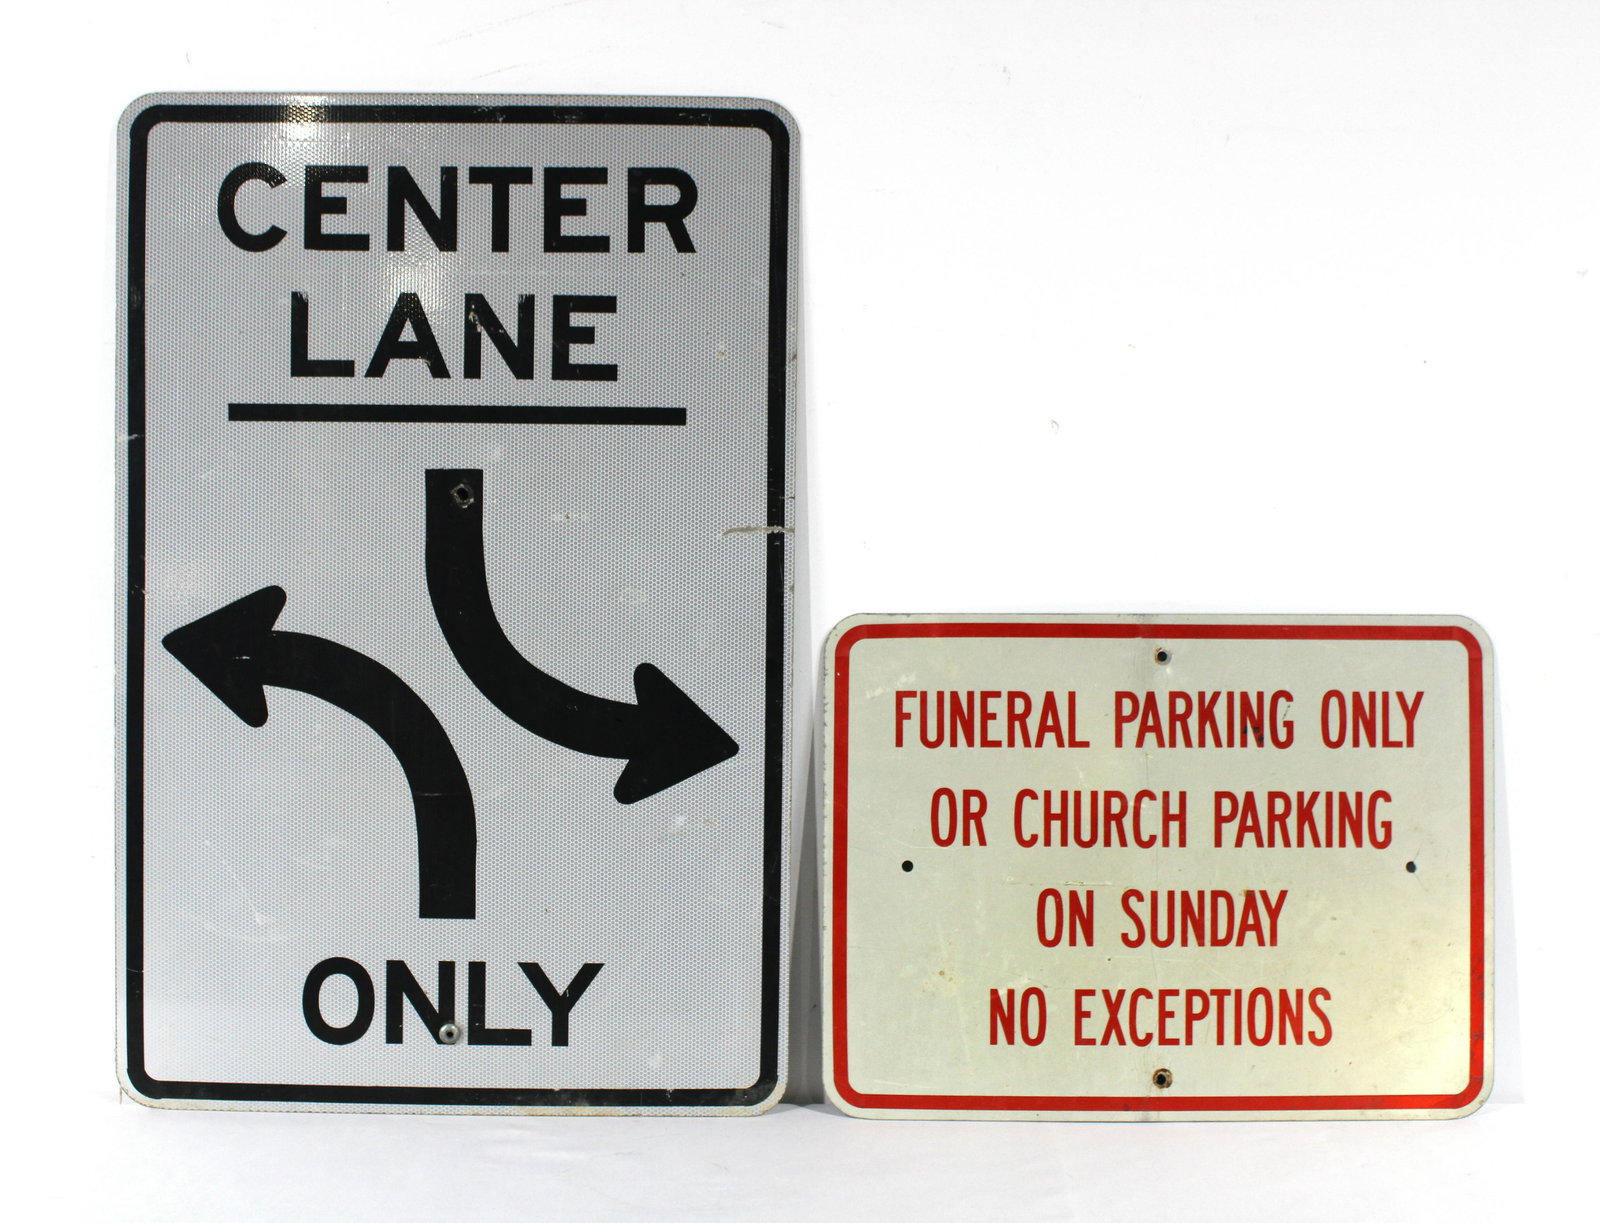 CENTER
LANE
ONLY
FUNERAL PARKING ONLY
OR CHURCH PARKING
ON SUNDAY
NO EXCEPTIONS